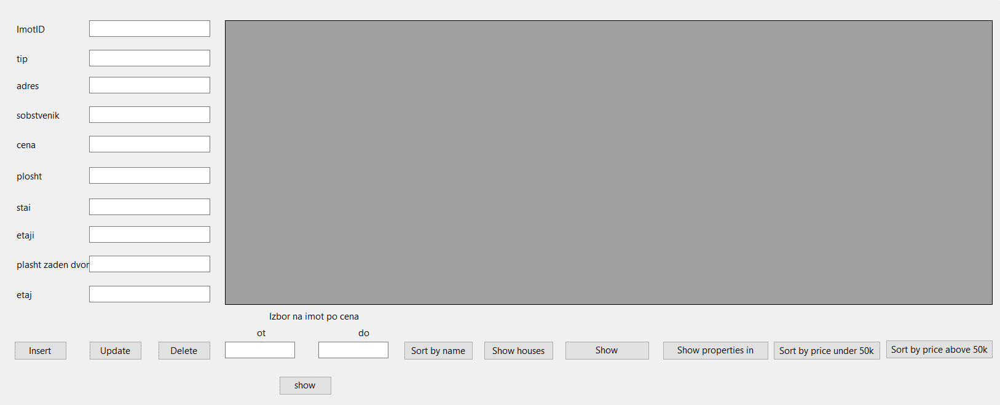 ImotID
tip
adres
sobstvenik
cena
plosht
stai
etaji
plasht zaden dvor
etaj
Izbor na imot po cena
ot do
Insert Update Delete Sort by name Show houses Show Show properties in Sort by price under 50k Sort by price above 50k
show